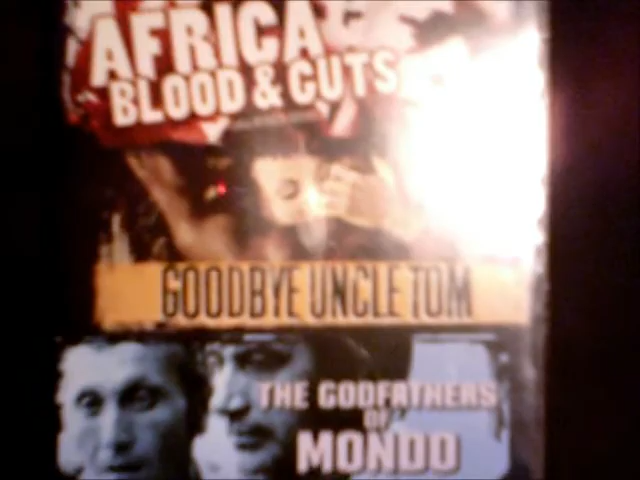 AFRICA
BLOOD & GUTS
GOODBYE UNCLE TOM
THE GODFATHERS
OF
MONDO